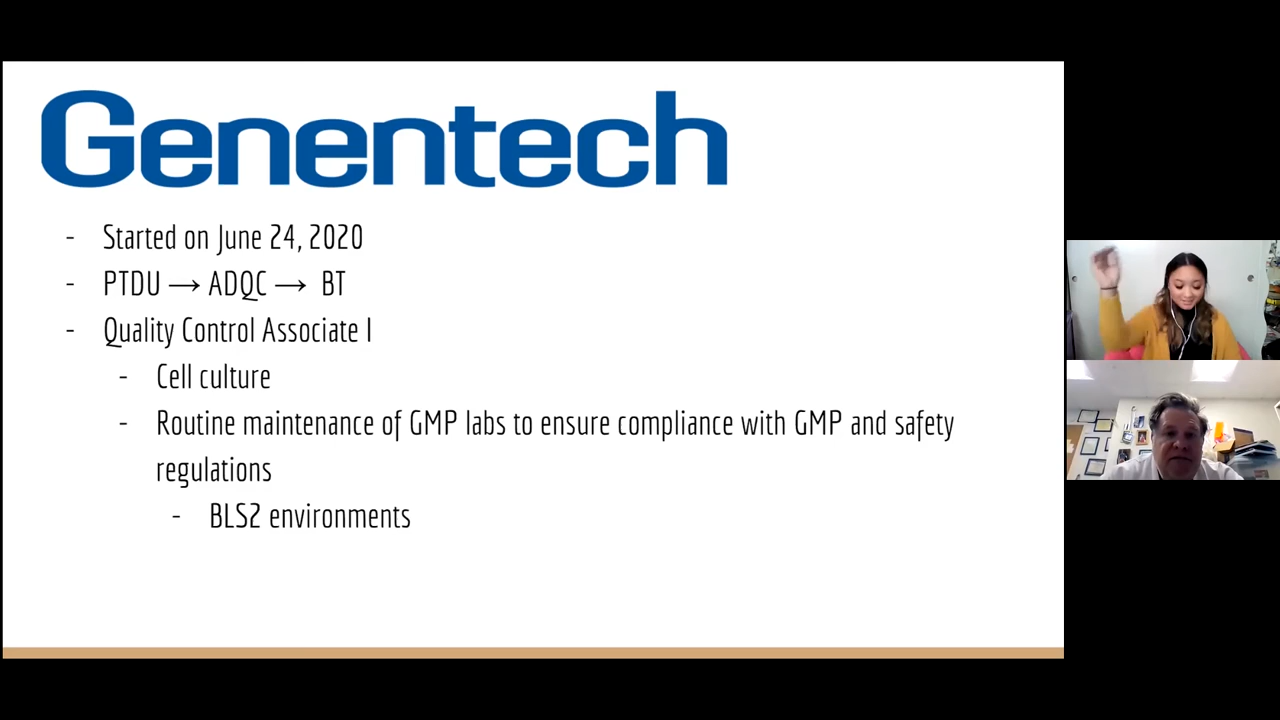 Genentech
- Started on June 24, 2020
- PTDU → ADQC → BT
- Quality Control Associate I
- Cell culture
- Routine maintenance of GMP labs to ensure compliance with GMP and safety
regulations
- BLS2 environments